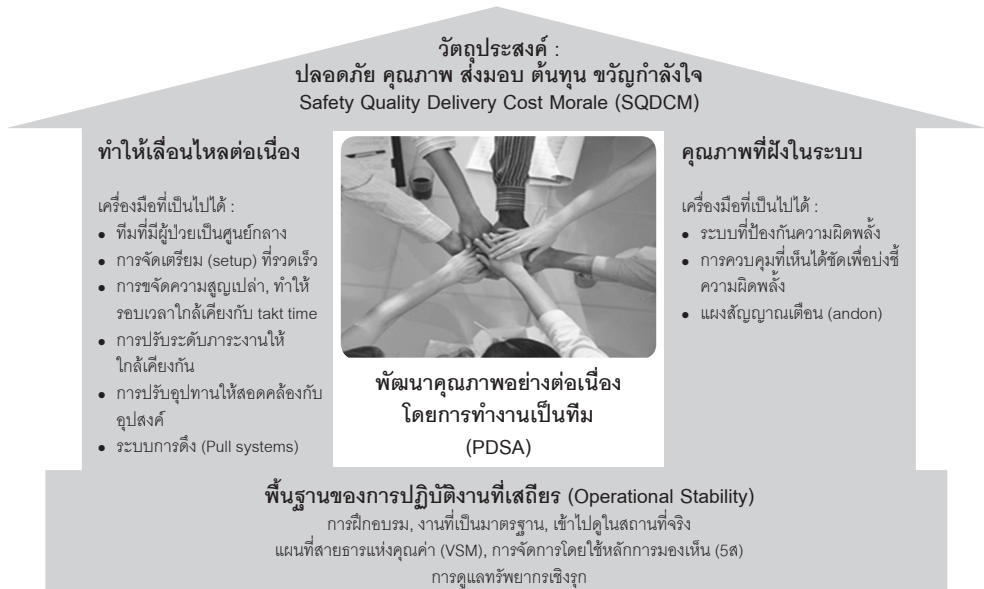 วัตถุประสงค์ :
ปลอดภัย คุณภาพ ส่งมอบ ต้นทุน ขวัญกำลังใจ
Safety Quality Delivery Cost Morale (SQDCM)
ทำให้เลื่อนไหลต่อเนื่อง
เครื่องมือที่เป็นไปได้ :
• ทีมที่มีผู้ป่วยเป็นศูนย์กลาง
• การจัดเตรียม (setup) ที่รวดเร็ว
• การขจัดความสูญเปล่า, ทำให้
รอบเวลาใกล้เคียงกับ takt time
• การปรับระดับภาระงานให้
ใกล้เคียงกัน
• การปรับอุปทานให้สอดคล้องกับ
อุปสงค์
• ระบบการดึง (Pull systems)
พัฒนาคุณภาพอย่างต่อเนื่อง
โดยการทำงานเป็นทีม
(PDSA)
คุณภาพที่ฝังในระบบ
เครื่องมือที่เป็นไปได้ :
• ระบบที่ป้องกันความผิดพลั้ง
• การควบคุมที่เห็นได้ชัดเพื่อบ่งชี้
ความผิดพลั้ง
• แผงสัญญาณเตือน (andon)
พื้นฐานของการปฏิบัติงานที่เสถียร (Operational Stability)
การฝึกอบรม, งานที่เป็นมาตรฐาน, เข้าไปดูในสถานที่จริง
แผนที่สายธารแห่งคุณค่า (VSM), การจัดการโดยใช้หลักการมองเห็น (5ส)
การดูแลทรัพยากรเชิงรุก